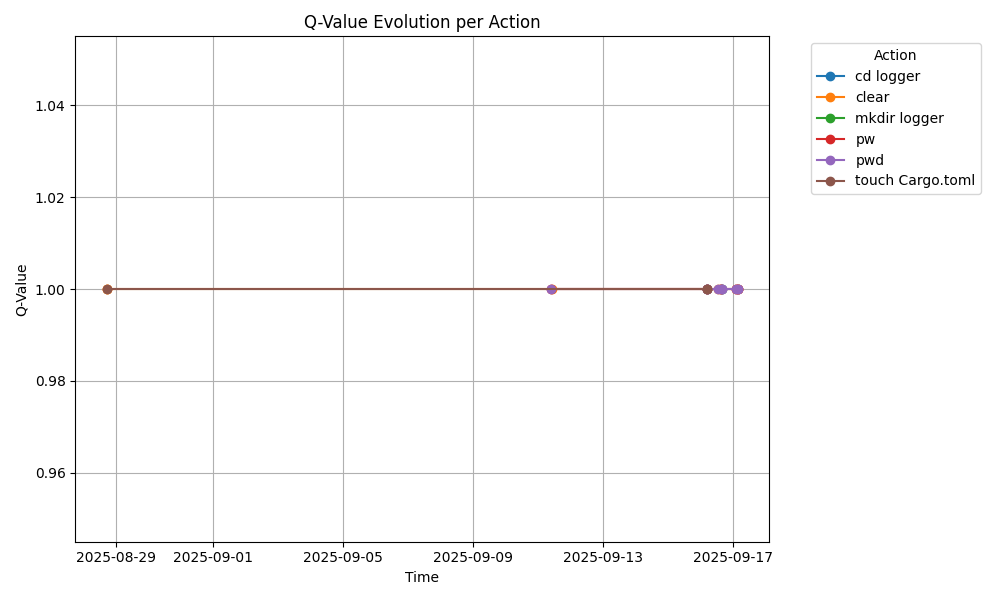 Q-Value Evolution per Action
Action
cd logger
clear
mkdir logger
pw
pwd
touch Cargo.toml
Q-Value
1.04
1.02
1.00
0.98
0.96
2025-08-29 2025-09-01 2025-09-05 2025-09-09 2025-09-13 2025-09-17
Time